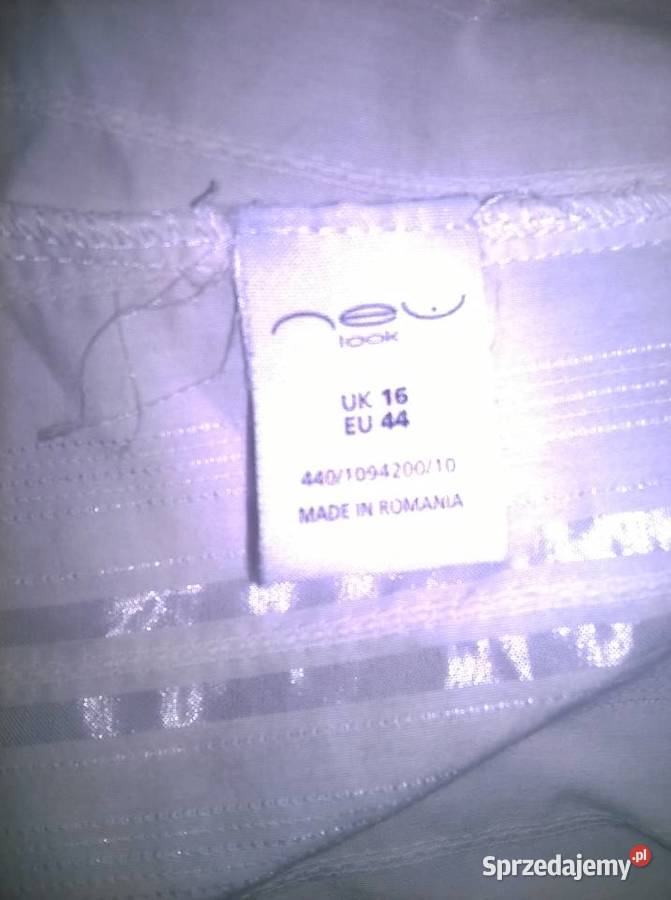 new
look
UK 16
EU 44
440/1094200/10
MADE IN ROMANIA
Sprzedajemy.pl